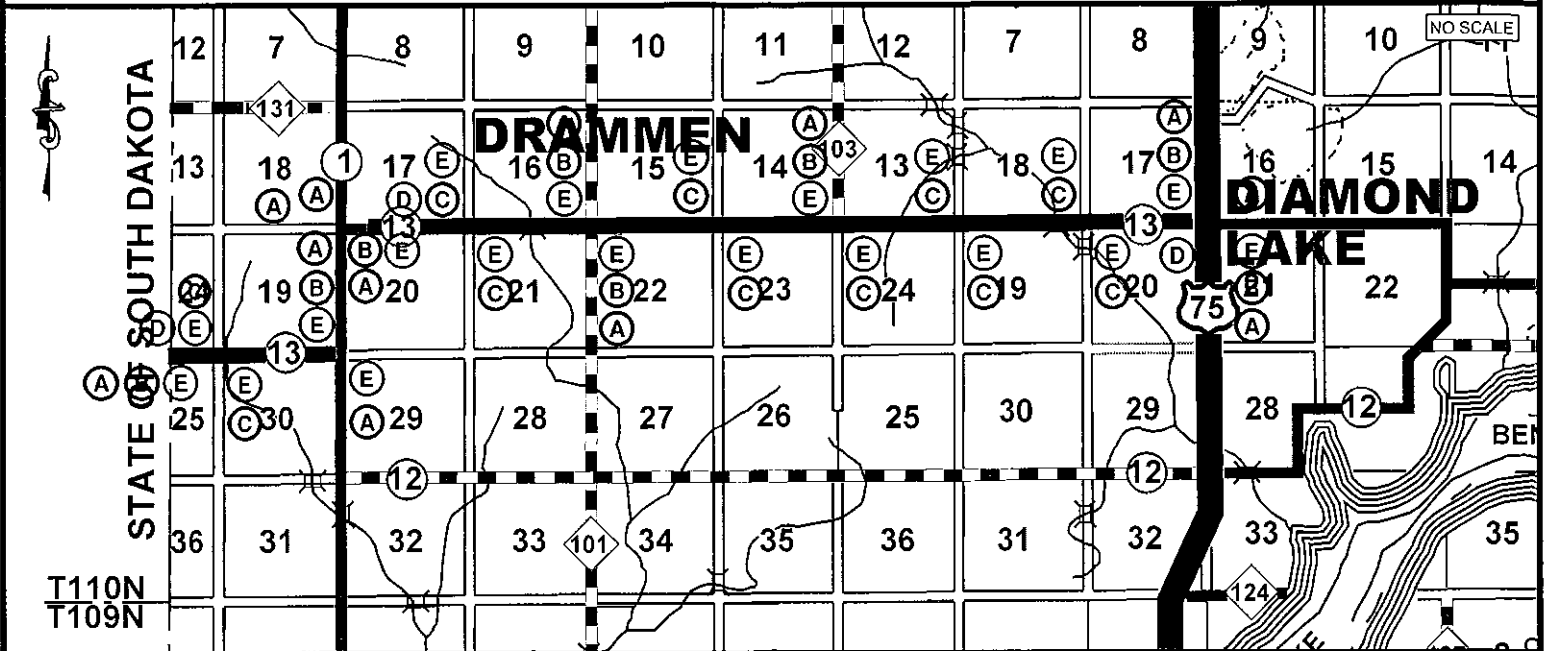 NO SCALE
12 7 8 9 10 11 12 7 8 9 10
131
STATE OF SOUTH DAKOTA
DRAMMEN
A A
103
13 18 1 17 E 16 B 15 E 14 B 13 E 18 E 17 B 16 15 14
A A D C E C E C C E
DIAMOND
LAKE
13 13
A B E E E E E E E D E
24 19 B A 20 C 21 B 22 C 23 C 24 C 19 C 20 21 22
D E E A 75 A
13
A E E E
25 C 30 A 29 28 27 26 25 30 29 28 12
12 12
36 31 32 33 101 34 35 36 31 32 33 35
T110N
T109N
124